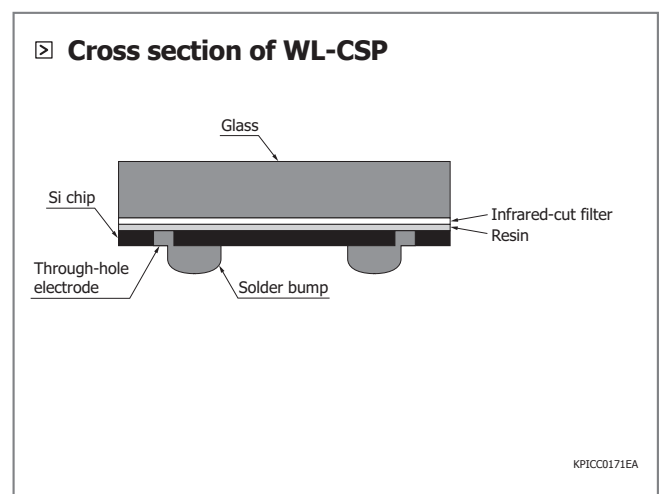 Cross section of WL-CSP
Glass
Si chip
Infrared-cut filter
Resin
Through-hole
electrode
Solder bump
KPICC0171EA